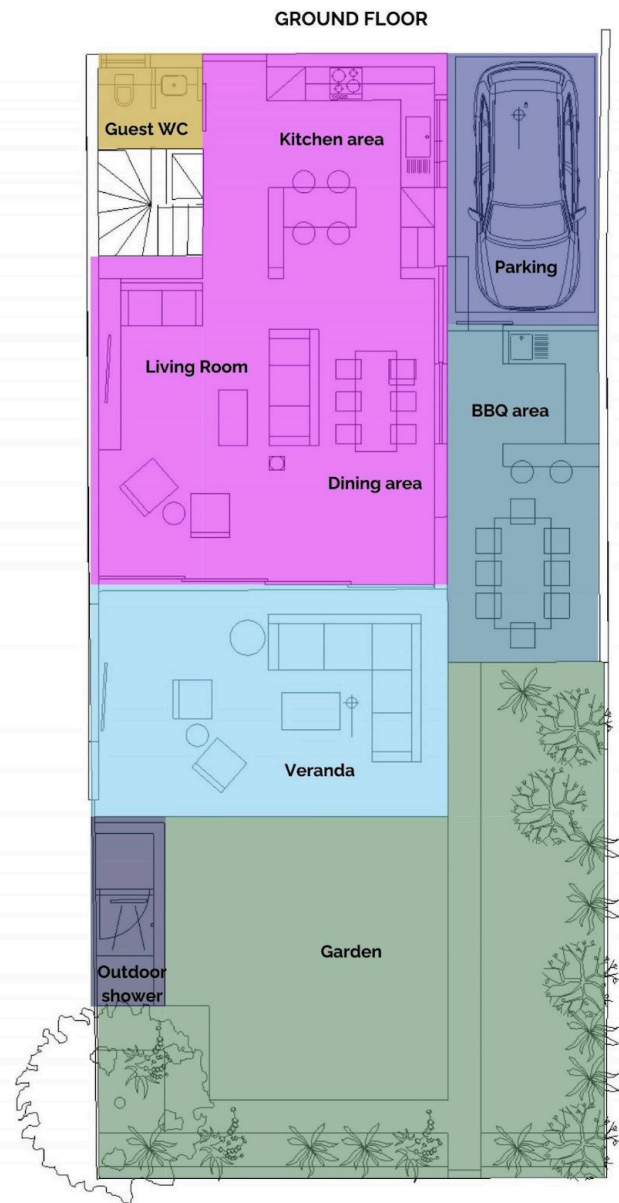 GROUND FLOOR
Guest WC
Kitchen area
Parking
Living Room
BBQ area
Dining area
Veranda
Garden
Outdoor
shower